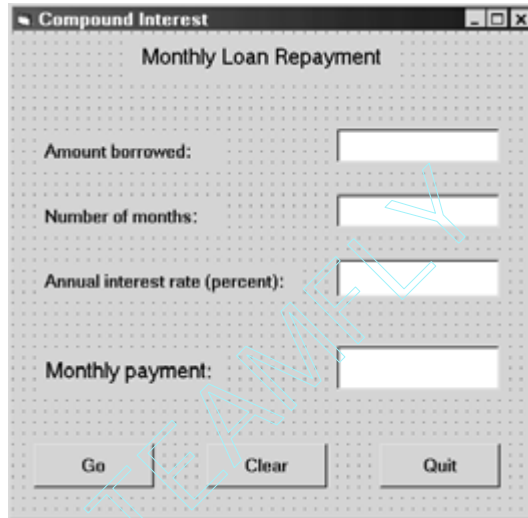 Compound Interest
Monthly Loan Repayment
Amount borrowed:
Number of months:
Annual interest rate (percent):
Monthly payment:
Go Clear Quit
TEAMFLY